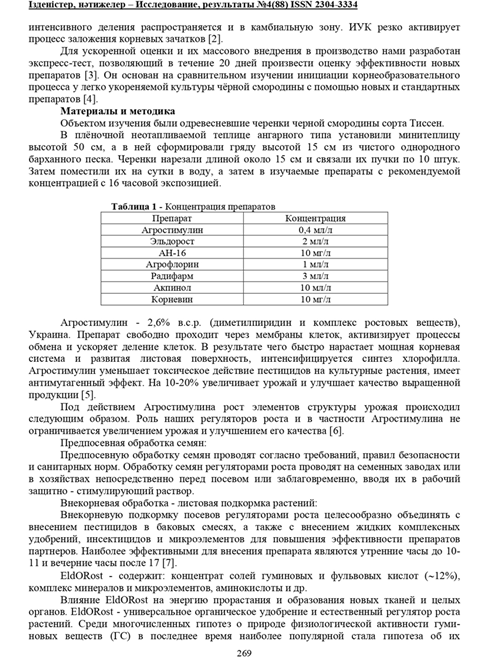 Ізденістер, нәтижелер – Исследование, результаты №4(88) ISSN 2304-3334
интенсивного деления распространяется и в камбиальную зону. ИУК резко активирует
процесс заложения корневых зачатков [2].
Для ускоренной оценки и их массового внедрения в производство нами разработан
экспресс-тест, позволяющий в течение 20 дней произвести оценку эффективности новых
препаратов [3]. Он основан на сравнительном изучении инициации корнеобразовательного
процесса у легко укореняемой культуры чёрной смородины с помощью новых и стандартных
препаратов [4].
Материалы и методика
Объектом изучения были одревесневшие черенки черной смородины сорта Тиссен.
В плёночной неотапливаемой теплице ангарного типа установили минитеплицу
высотой 50 см, а в ней сформировали гряду высотой 15 см из чистого однородного
барханного песка. Черенки нарезали длиной около 15 см и связали их пучки по 10 штук.
Затем поместили их на сутки в воду, а затем в изучаемые препараты с рекомендуемой
концентрацией с 16 часовой экспозицией.
Таблица 1 - Концентрация препаратов
Препарат Концентрация
Агростимулин 0,4 мл/л
Эльдорост 2 мл/л
АН-16 10 мг/л
Агрофлорин 1 мл/л
Радифарм 3 мл/л
Акпинол 10 мл/л
Корневин 10 мг/л
Агростимулин - 2,6% в.с.р. (диметилпиридин и комплекс ростовых веществ),
Украина. Препарат свободно проходит через мембраны клеток, активизирует процессы
обмена и ускоряет деление клеток. В результате чего быстро нарастает мощная корневая
система и развитая листовая поверхность, интенсифицируется синтез хлорофилла.
Агростимулин уменьшает токсическое действие пестицидов на культурные растения, имеет
антимутагенный эффект. На 10-20% увеличивает урожай и улучшает качество выращенной
продукции [5].
Под действием Агростимулина рост элементов структуры урожая происходил
следующим образом. Роль наших регуляторов роста и в частности Агростимулина не
ограничивается увеличением урожая и улучшением его качества [6].
Предпосевная обработка семян:
Предпосевную обработку семян проводят согласно требований, правил безопасности
и санитарных норм. Обработку семян регуляторами роста проводят на семенных заводах или
в хозяйствах непосредственно перед посевом или заблаговременно, вводя их в рабочий
защитно - стимулирующий раствор.
Внекорневая обработка - листовая подкормка растений:
Внекорневую подкормку посевов регуляторами роста целесообразно объединять с
внесением пестицидов в баковых смесях, а также с внесением жидких комплексных
удобрений, инсектицидов и микроэлементов для повышения эффективности препаратов
партнеров. Наиболее эффективными для внесения препарата являются утренние часы до 10-
11 и вечерние часы после 17 [7].
EldORost - содержит: концентрат солей гуминовых и фульвовых кислот (~12%),
комплекс минералов и микроэлементов, аминокислоты и др.
Влияние EldORost на энергию прорастания и образования новых тканей и целых
органов. EldORost - универсальное органическое удобрение и естественный регулятор роста
растений. Среди многочисленных гипотез о природе физиологической активности гуми-
новых веществ (ГС) в последнее время наиболее популярной стала гипотеза об их
269